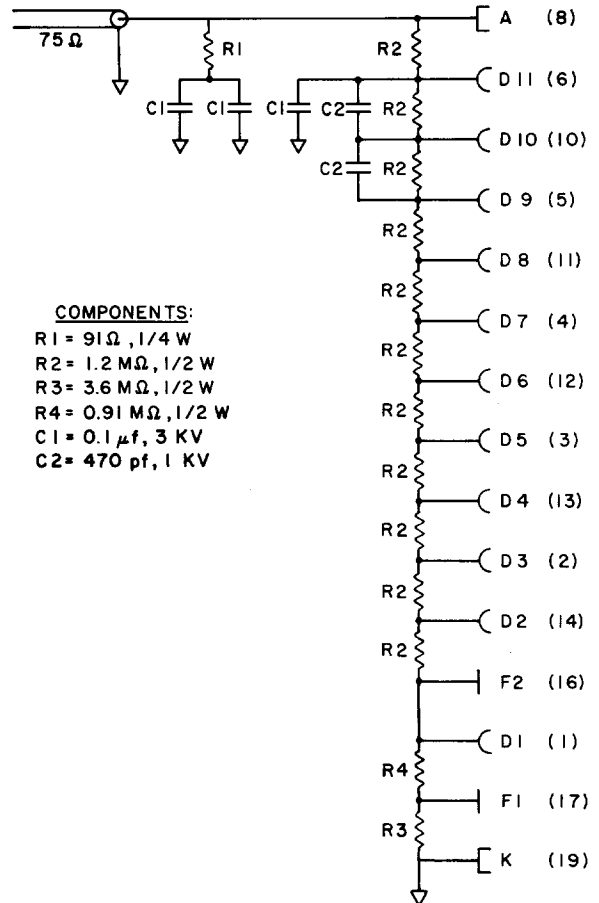 75Ω
R1
R2
A (8)
C1
C1
C1
C2
R2
D11 (6)
C2
R2
D10 (10)
R2
D9 (5)
R2
D8 (11)
R2
D7 (4)
R2
D6 (12)
R2
D5 (3)
R2
D4 (13)
R2
D3 (2)
R2
D2 (14)
F2 (16)
D1 (1)
R4
F1 (17)
R3
K (19)
COMPONENTS:
R1 = 91Ω, 1/4 W
R2 = 1.2 MΩ, 1/2 W
R3 = 3.6 MΩ, 1/2 W
R4 = 0.91 MΩ, 1/2 W
C1 = 0.1 μf, 3 KV
C2 = 470 pf, 1 KV